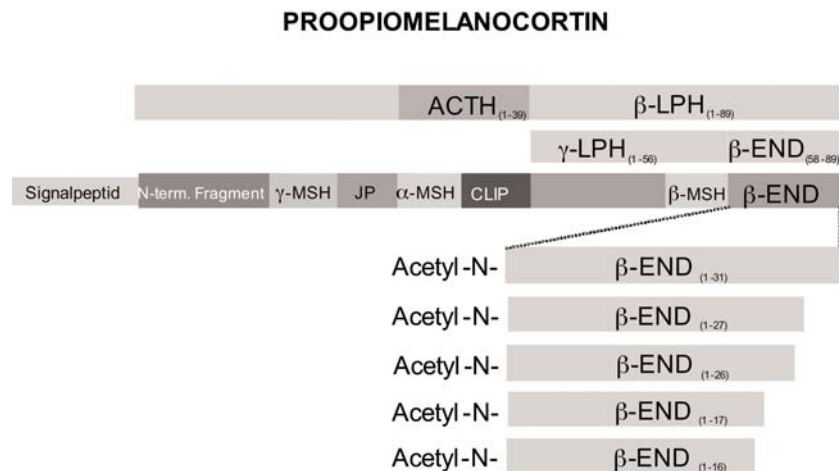 PROOPIOMELANOCORTIN
ACTH(1-39) β-LPH(1-89)
γ-LPH(1-56) β-END(58-89)
Signalpeptid N-term. Fragment γ-MSH JP α-MSH CLIP β-MSH β-END
Acetyl-N- β-END (1-31)
Acetyl-N- β-END (1-27)
Acetyl-N- β-END (1-26)
Acetyl-N- β-END (1-17)
Acetyl-N- β-END (1-16)